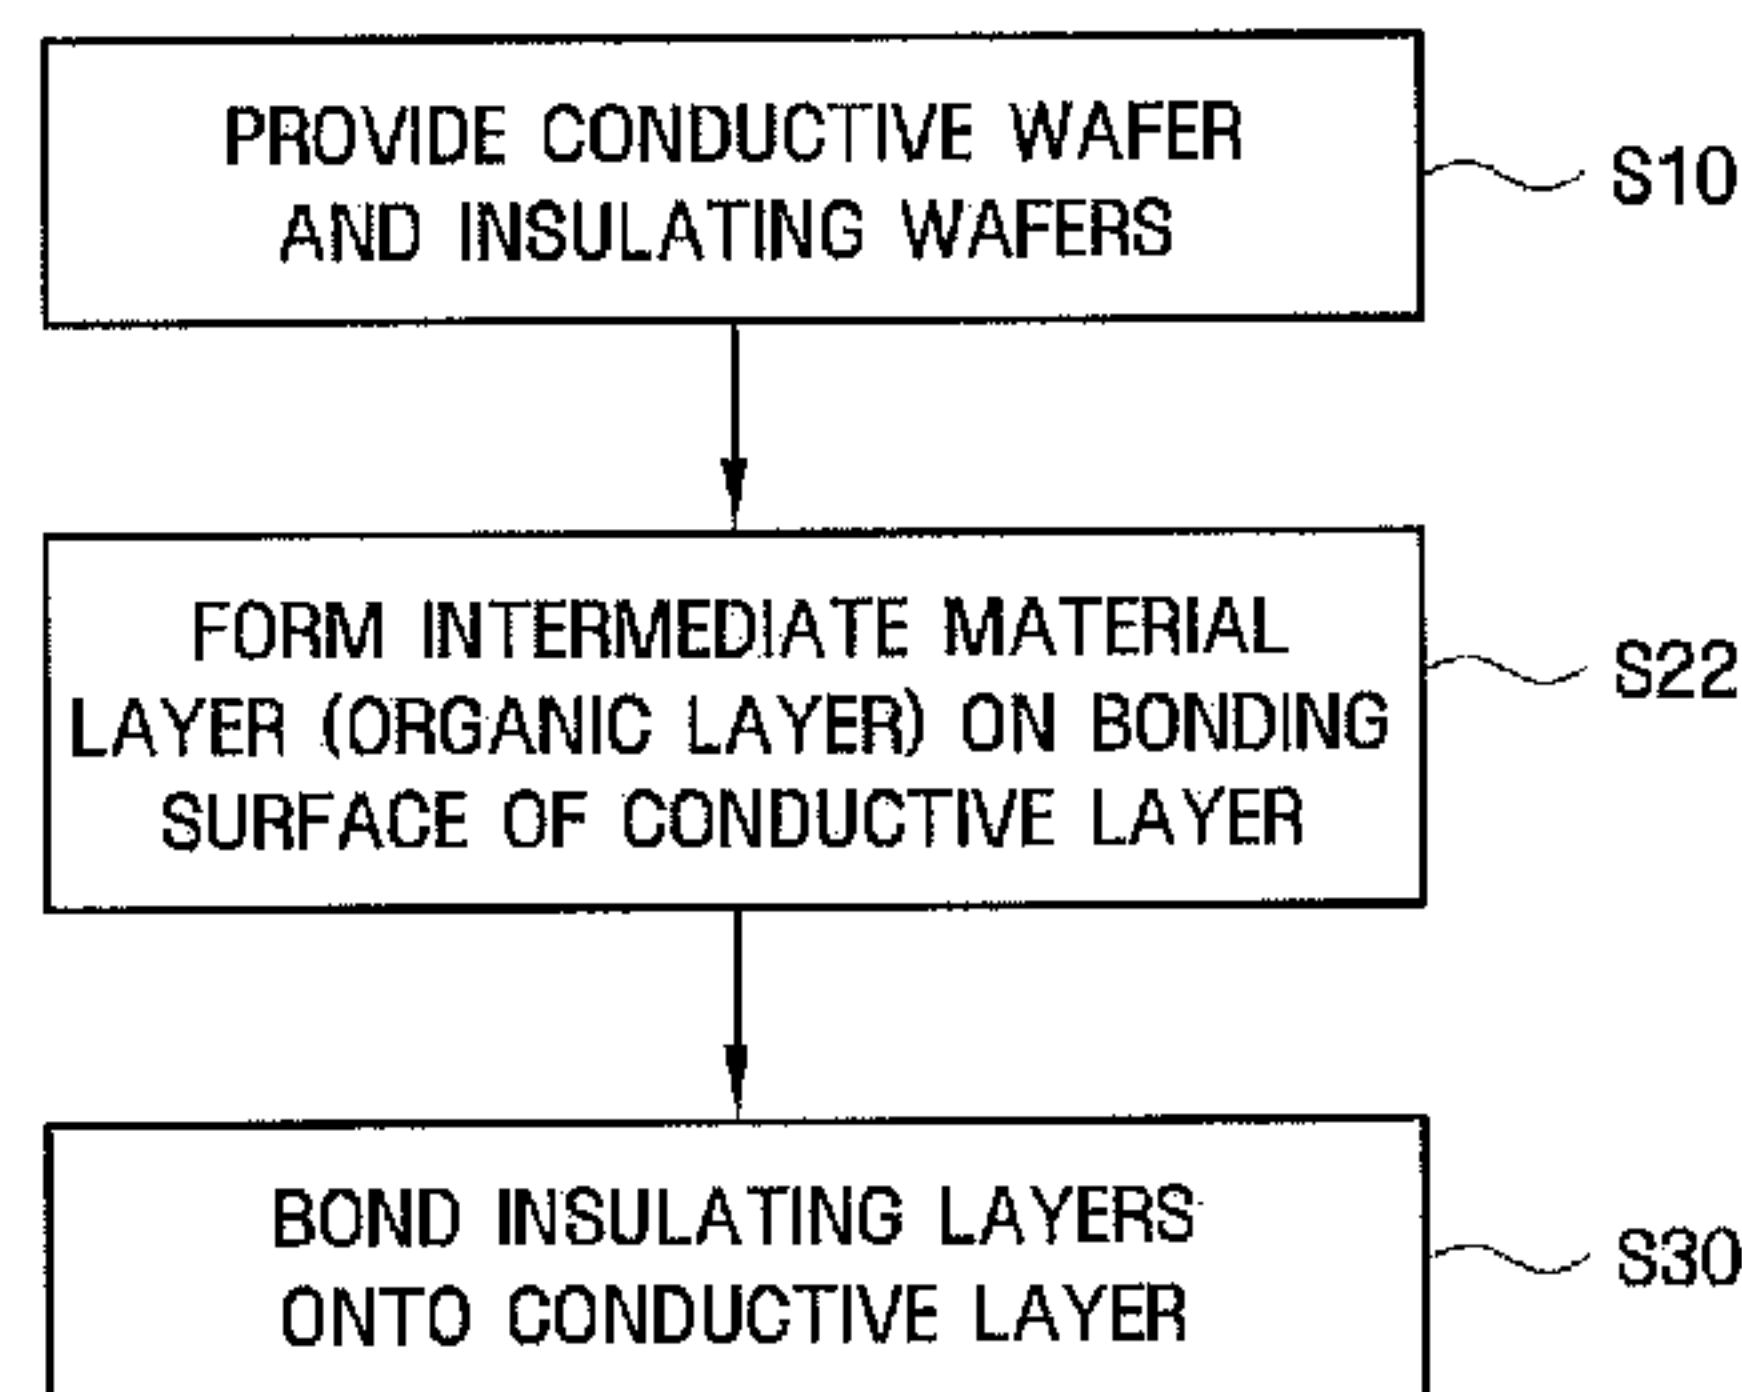 PROVIDE CONDUCTIVE WAFER
AND INSULATING WAFERS
S10
FORM INTERMEDIATE MATERIAL
LAYER (ORGANIC LAYER) ON BONDING
SURFACE OF CONDUCTIVE LAYER
S22
BOND INSULATING LAYERS
ONTO CONDUCTIVE LAYER
S30